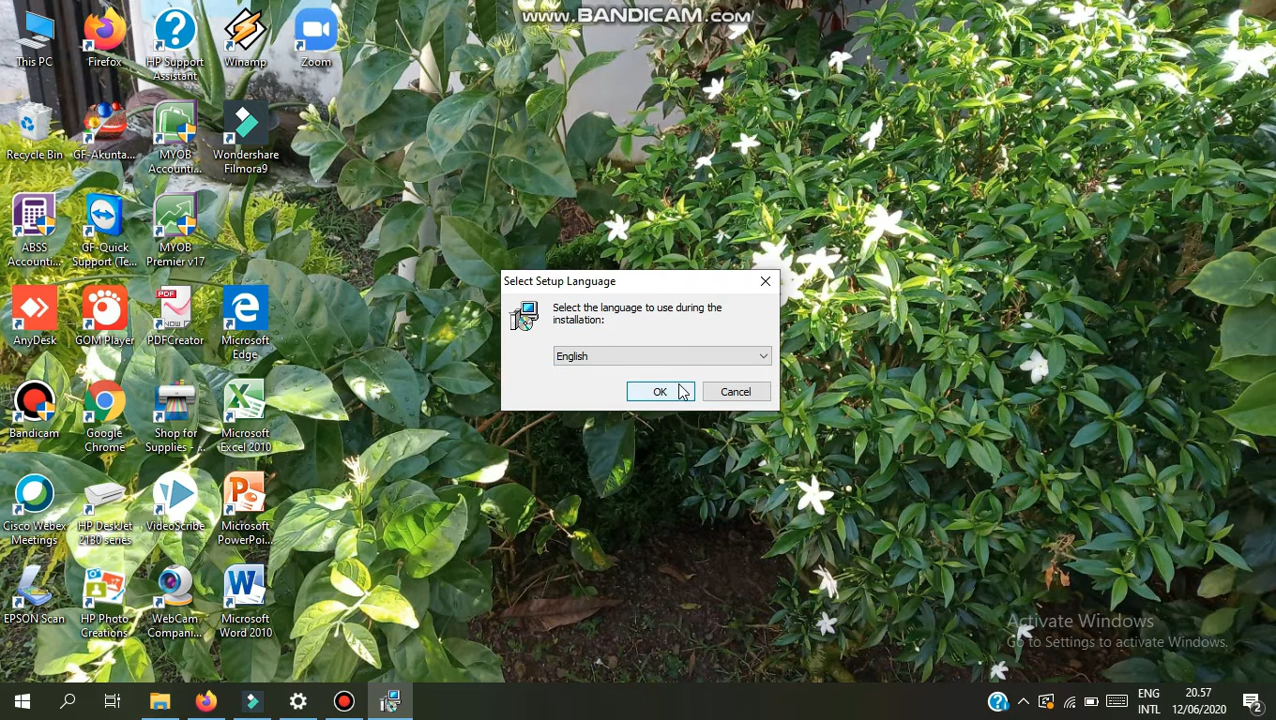 www.BANDICAM.com
This PC
Firefox
HP Support
Assistant
Winamp
Zoom
Recycle Bin
GF-Akunta...
MYOB
Accounti...
Wondershare
Filmora9
ABSS
Accounti...
GF-Quick
Support (Te...
MYOB
Premier v17
AnyDesk
GOM Player
PDFCreator
Microsoft
Edge
Bandicam
Google
Chrome
Shop for
Supplies - ...
Microsoft
Excel 2010
Cisco Webex
Meetings
HP DeskJet
2130 series
VideoScribe
Microsoft
PowerPoi...
EPSON Scan
HP Photo
Creations
WebCam
Compani...
Microsoft
Word 2010
Select Setup Language
Select the language to use during the
installation:
English
OK
Cancel
Activate Windows
Go to Settings to activate Windows.
ENG
INTL
20.57
12/06/2020
2